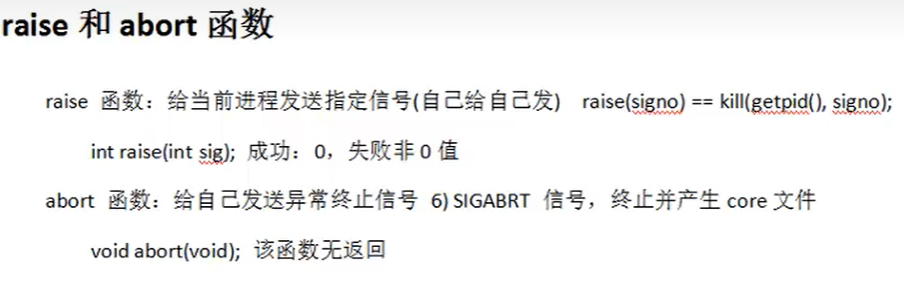 raise 和 abort 函数
raise 函数：给当前进程发送指定信号(自己给自己发) raise(signo) == kill(getpid(), signo);
int raise(int sig); 成功：0，失败非 0 值
abort 函数：给自己发送异常终止信号 6) SIGABRT 信号，终止并产生 core 文件
void abort(void); 该函数无返回